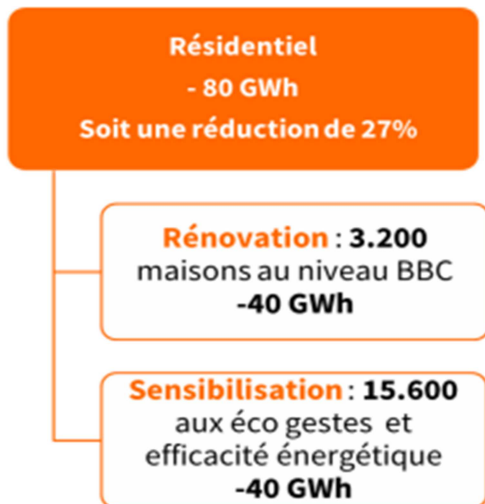 Résidentiel
- 80 GWh
Soit une réduction de 27%
Rénovation : 3.200
maisons au niveau BBC
-40 GWh
Sensibilisation : 15.600
aux éco gestes et
efficacité énergétique
-40 GWh